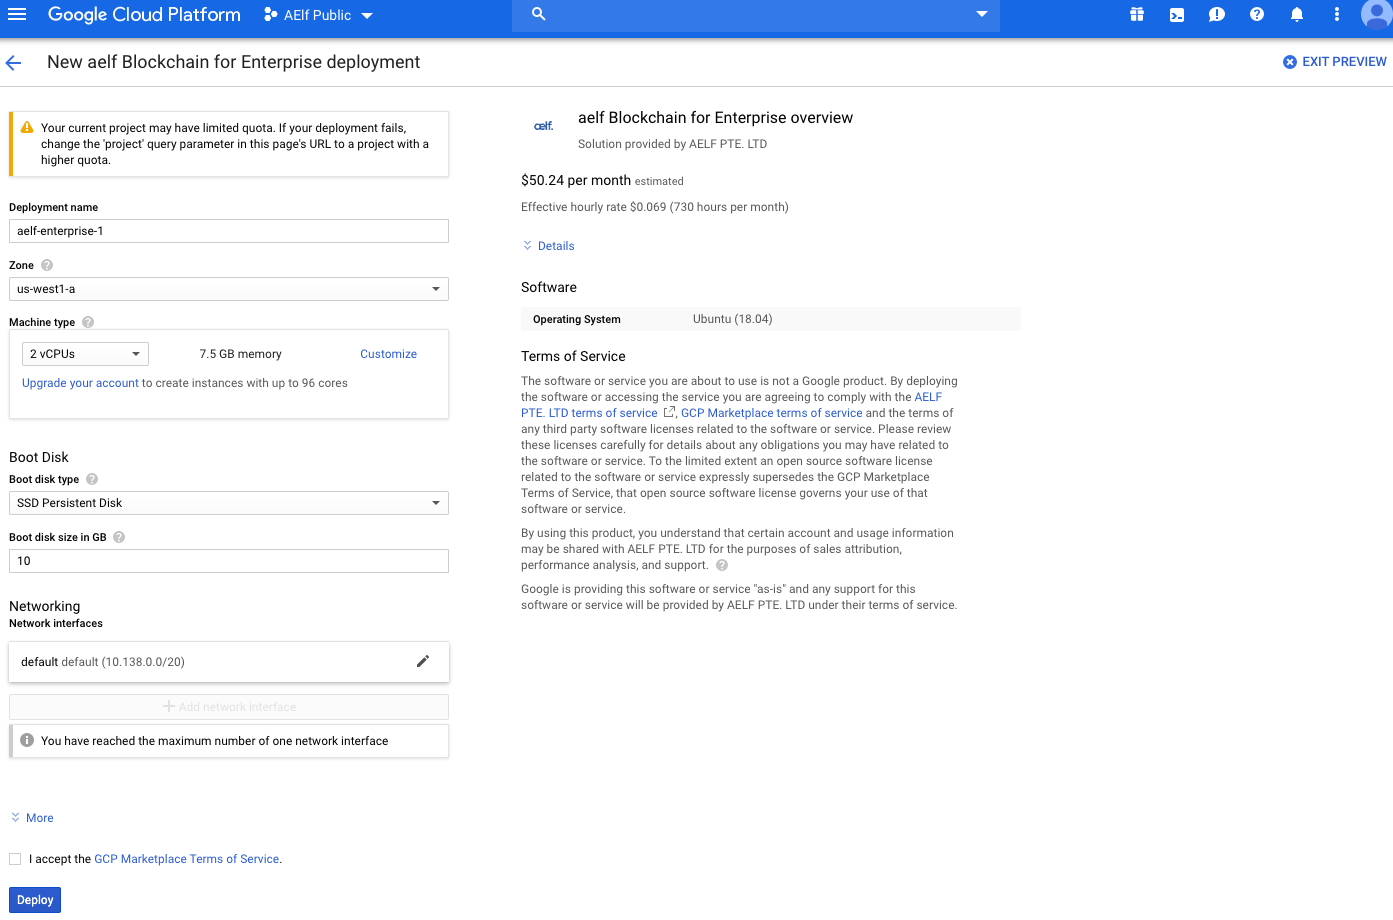 Google Cloud Platform
AElf Public
New aelf Blockchain for Enterprise deployment
EXIT PREVIEW
Your current project may have limited quota. If your deployment fails,
change the 'project' query parameter in this page's URL to a project with a
higher quota.
Deployment name
aelf-enterprise-1
Zone
us-west1-a
Machine type
2 vCPUs
7.5 GB memory
Customize
Upgrade your account to create instances with up to 96 cores
Boot Disk
Boot disk type
SSD Persistent Disk
Boot disk size in GB
10
Networking
Network interfaces
default default (10.138.0.0/20)
Add network interface
You have reached the maximum number of one network interface
More
I accept the GCP Marketplace Terms of Service.
Deploy
aelf.
aelf Blockchain for Enterprise overview
Solution provided by AELF PTE. LTD
$50.24 per month estimated
Effective hourly rate $0.069 (730 hours per month)
Details
Software
Operating System Ubuntu (18.04)
Terms of Service
The software or service you are about to use is not a Google product. By deploying
the software or accessing the service you are agreeing to comply with the AELF
PTE. LTD terms of service , GCP Marketplace terms of service and the terms of
any third party software licenses related to the software or service. Please review
these licenses carefully for details about any obligations you may have related to
the software or service. To the limited extent an open source software license
related to the software or service expressly supersedes the GCP Marketplace
Terms of Service, that open source software license governs your use of that
software or service.
By using this product, you understand that certain account and usage information
may be shared with AELF PTE. LTD for the purposes of sales attribution,
performance analysis, and support.
Google is providing this software or service "as-is" and any support for this
software or service will be provided by AELF PTE. LTD under their terms of service.